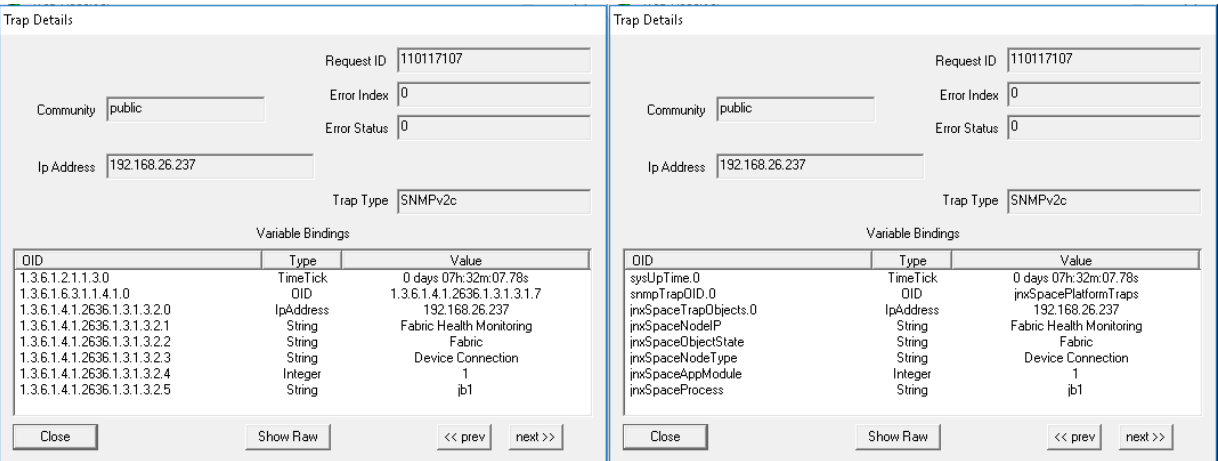 Trap Details
Request ID 110117107
Error Index 0
Community public
Error Status 0
Ip Address 192.168.26.237
Trap Type SNMPv2c
Variable Bindings
OID Type Value
1.3.6.1.2.1.1.3.0 TimeTick 0 days 07h:32m:07.78s
1.3.6.1.6.3.1.1.4.1.0 OID 1.3.6.1.4.1.2636.1.3.1.3.1.7
1.3.6.1.4.1.2636.1.3.1.3.2.0 IpAddress 192.168.26.237
1.3.6.1.4.1.2636.1.3.1.3.2.1 String Fabric Health Monitoring
1.3.6.1.4.1.2636.1.3.1.3.2.2 String Fabric
1.3.6.1.4.1.2636.1.3.1.3.2.3 String Device Connection
1.3.6.1.4.1.2636.1.3.1.3.2.4 Integer 1
1.3.6.1.4.1.2636.1.3.1.3.2.5 String jb1
Close Show Raw << prev next >>
Trap Details
Request ID 110117107
Error Index 0
Community public
Error Status 0
Ip Address 192.168.26.237
Trap Type SNMPv2c
Variable Bindings
OID Type Value
sysUpTime.0 TimeTick 0 days 07h:32m:07.78s
snmpTrapOID.0 OID jnxSpacePlatformTraps
jnxSpaceTrapObjects.0 IpAddress 192.168.26.237
jnxSpaceNodeIP String Fabric Health Monitoring
jnxSpaceObjectState String Fabric
jnxSpaceNodeType String Device Connection
jnxSpaceAppModule Integer 1
jnxSpaceProcess String jb1
Close Show Raw << prev next >>